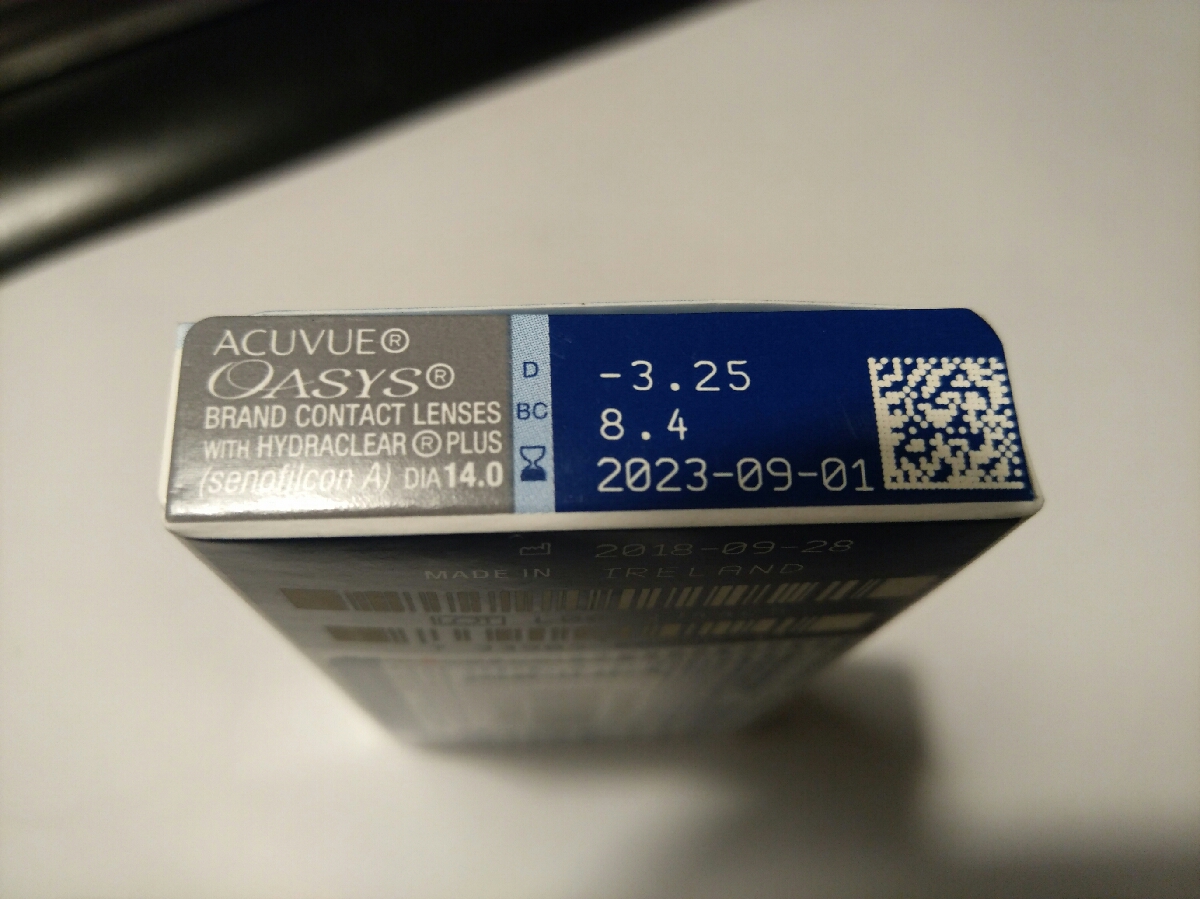 ACUVUE®
OASYS®
BRAND CONTACT LENSES
WITH HYDRACLEAR® PLUS
(senofilcon A) DIA 14.0
D -3.25
BC 8.4
2023-09-01
2018-09-28
MADE IN IRELAND